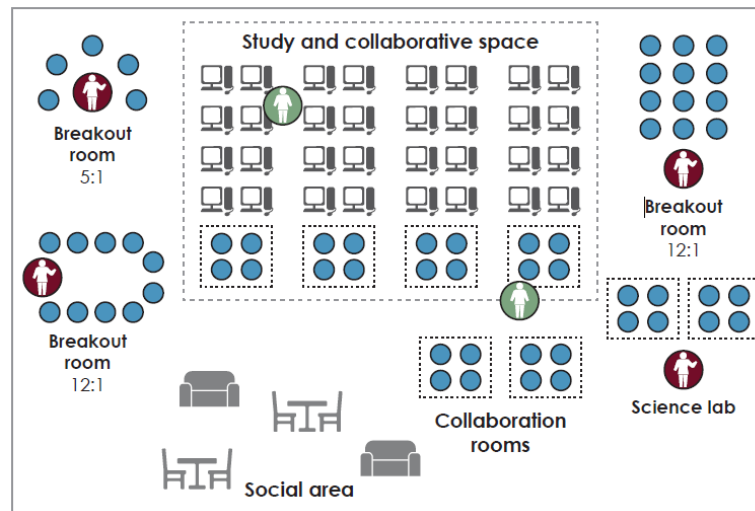 Study and collaborative space
Breakout
room
5:1
Breakout
room
12:1
Breakout
room
12:1
Science lab
Collaboration
rooms
Social area